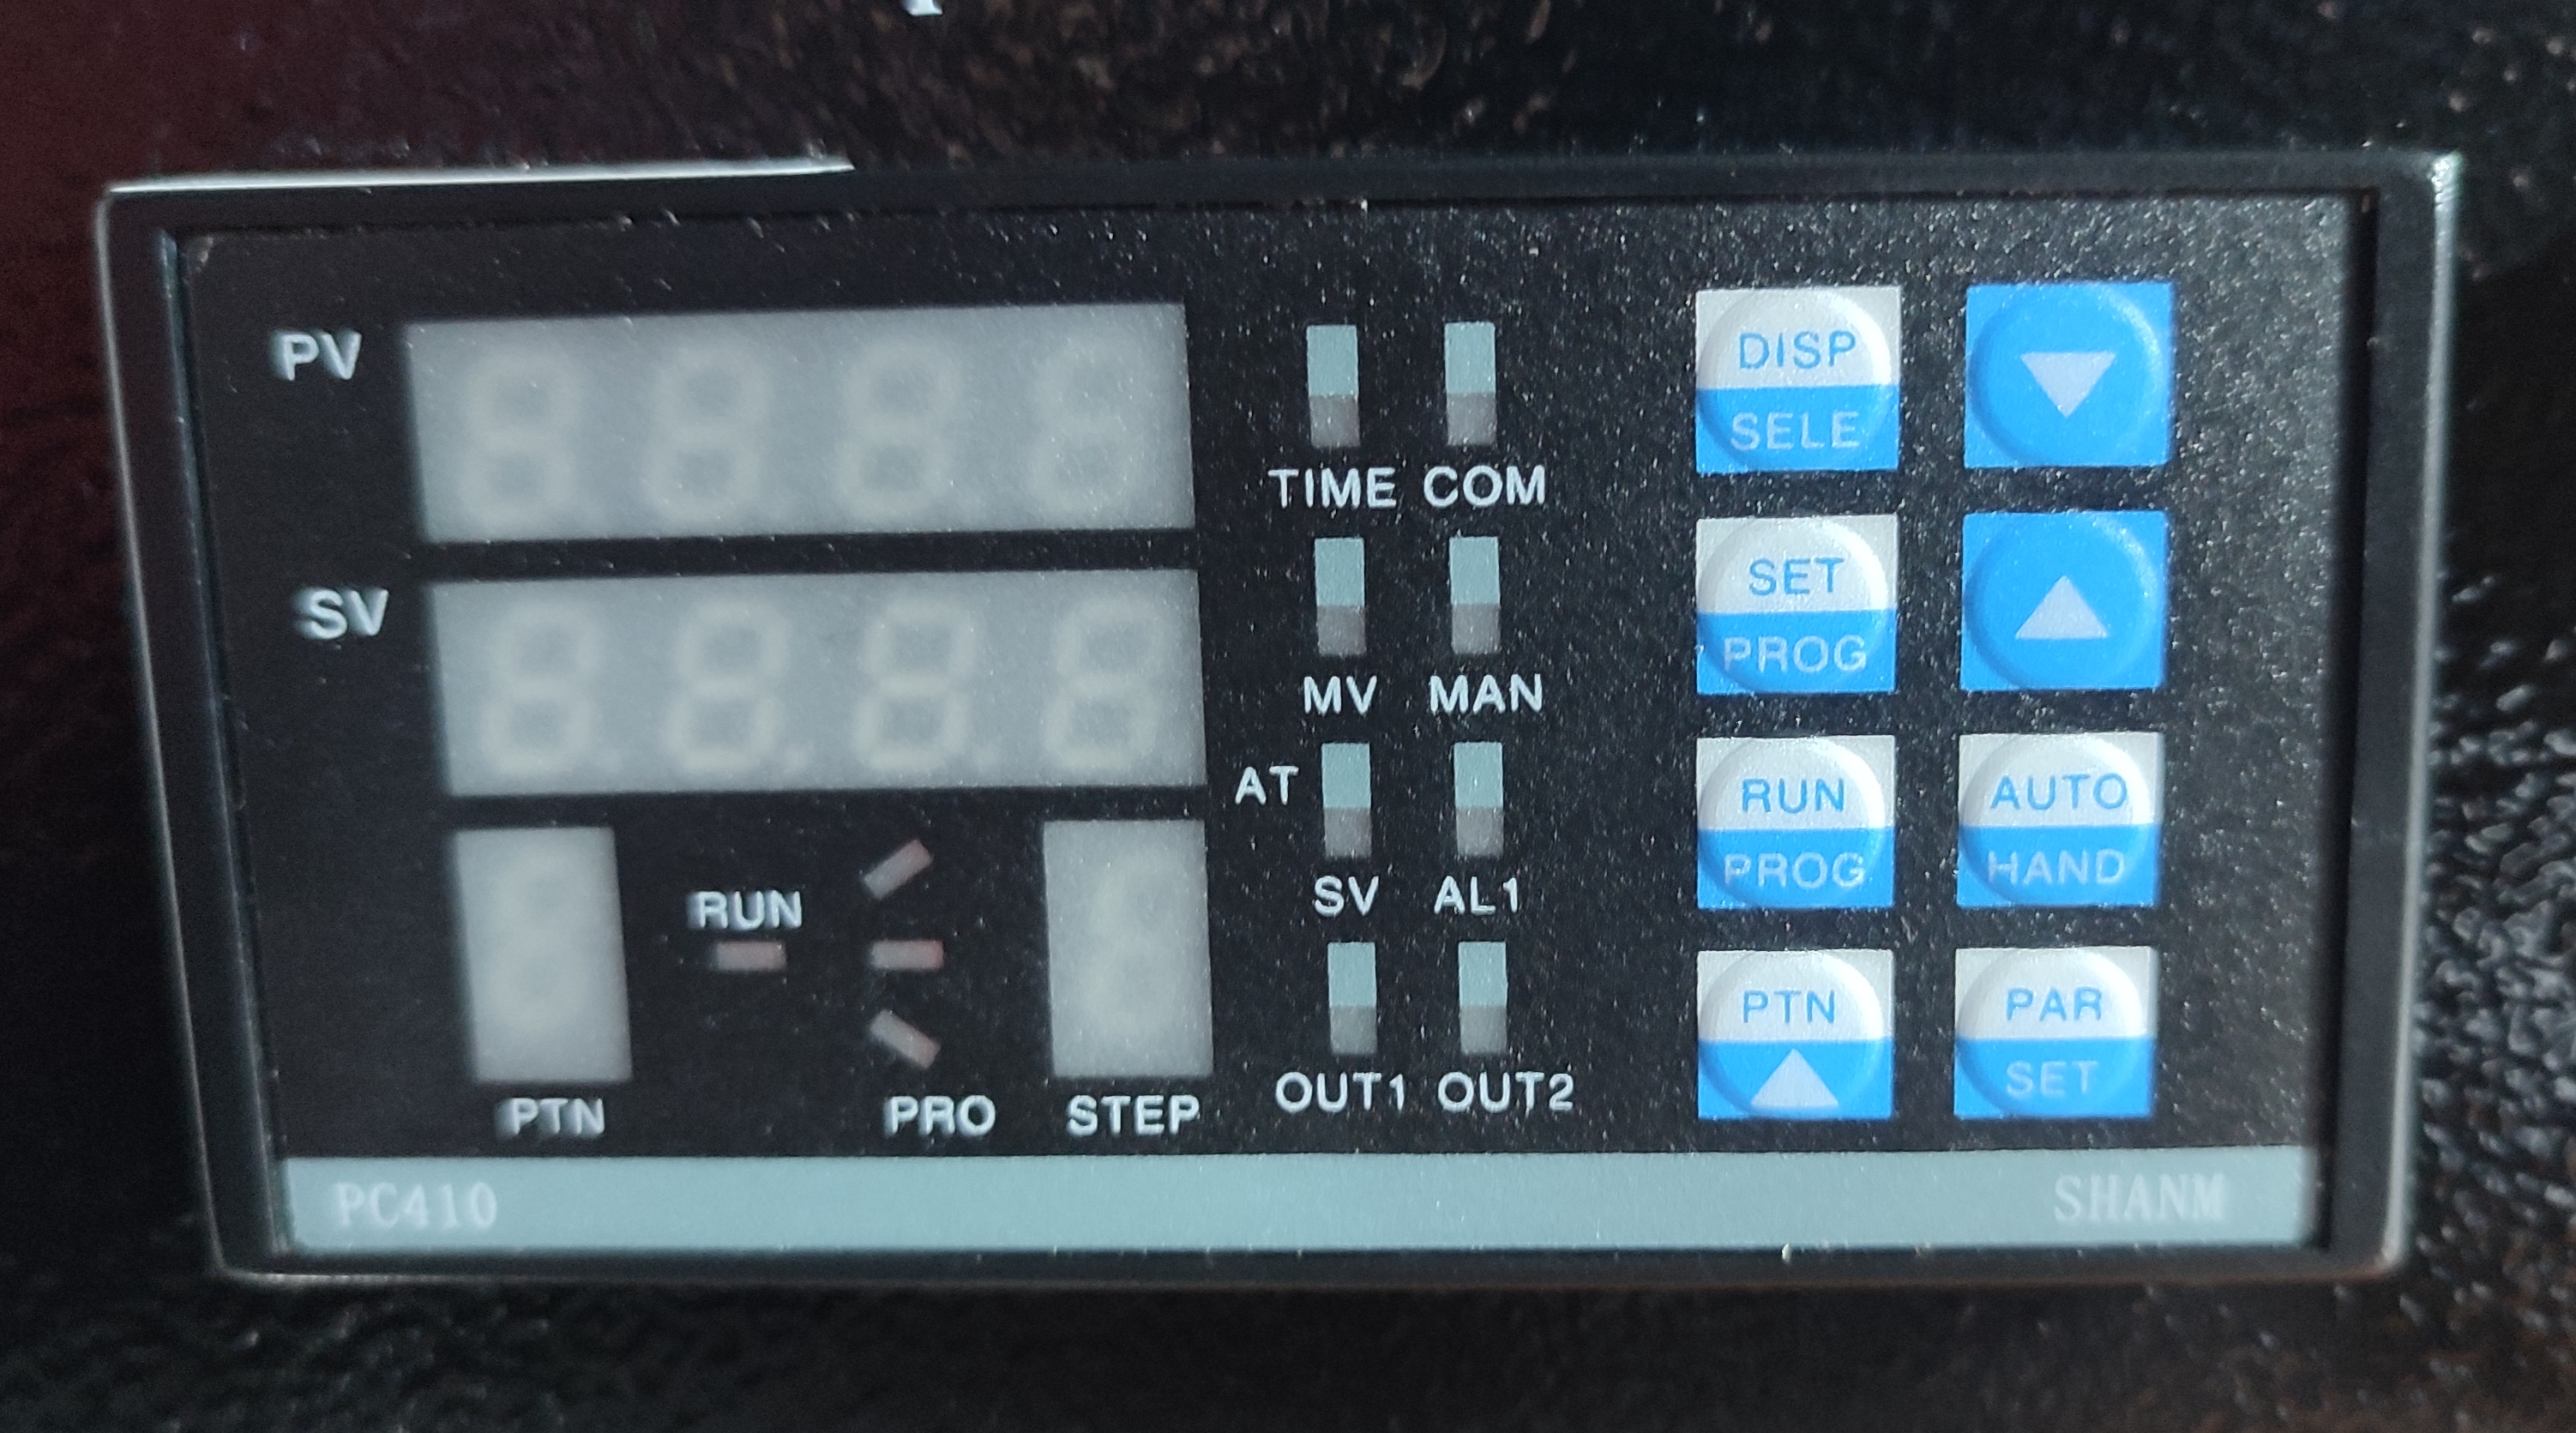 PV
SV
TIME COM
MV MAN
AT
SV AL1
OUT1 OUT2
RUN
PTN PRO STEP
DISP
SELE
SET
PROG
RUN
PROG
AUTO
HAND
PTN
PAR
SET
PC410 SHANM